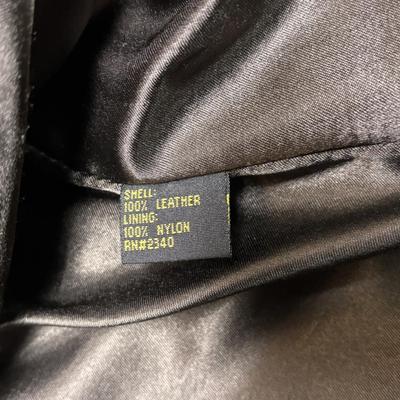 SHELL:
100% LEATHER
LINING:
100% NYLON
RN#2340